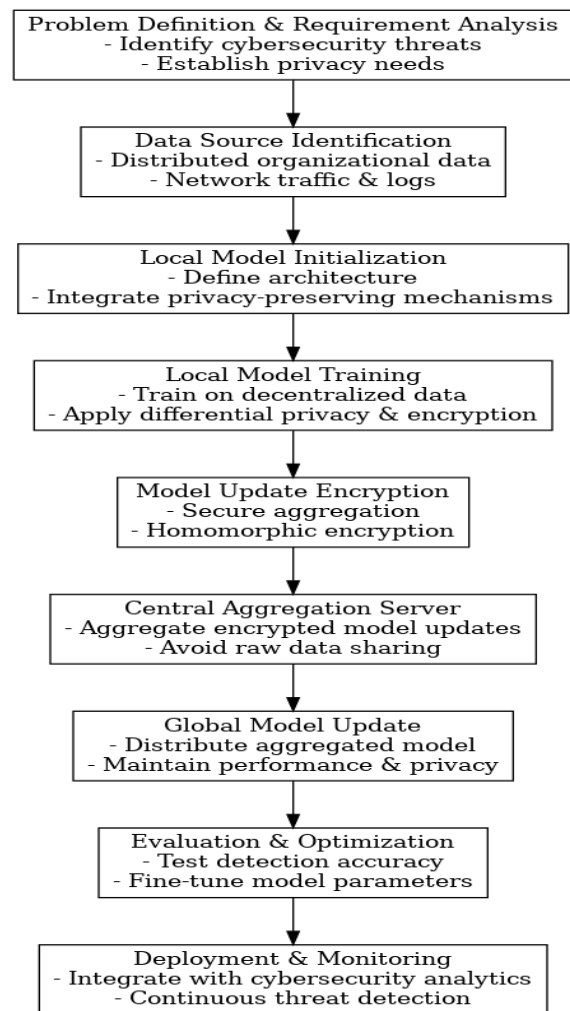 Problem Definition & Requirement Analysis
- Identify cybersecurity threats
- Establish privacy needs
Data Source Identification
- Distributed organizational data
- Network traffic & logs
Local Model Initialization
- Define architecture
- Integrate privacy-preserving mechanisms
Local Model Training
- Train on decentralized data
- Apply differential privacy & encryption
Model Update Encryption
- Secure aggregation
- Homomorphic encryption
Central Aggregation Server
- Aggregate encrypted model updates
- Avoid raw data sharing
Global Model Update
- Distribute aggregated model
- Maintain performance & privacy
Evaluation & Optimization
- Test detection accuracy
- Fine-tune model parameters
Deployment & Monitoring
- Integrate with cybersecurity analytics
- Continuous threat detection